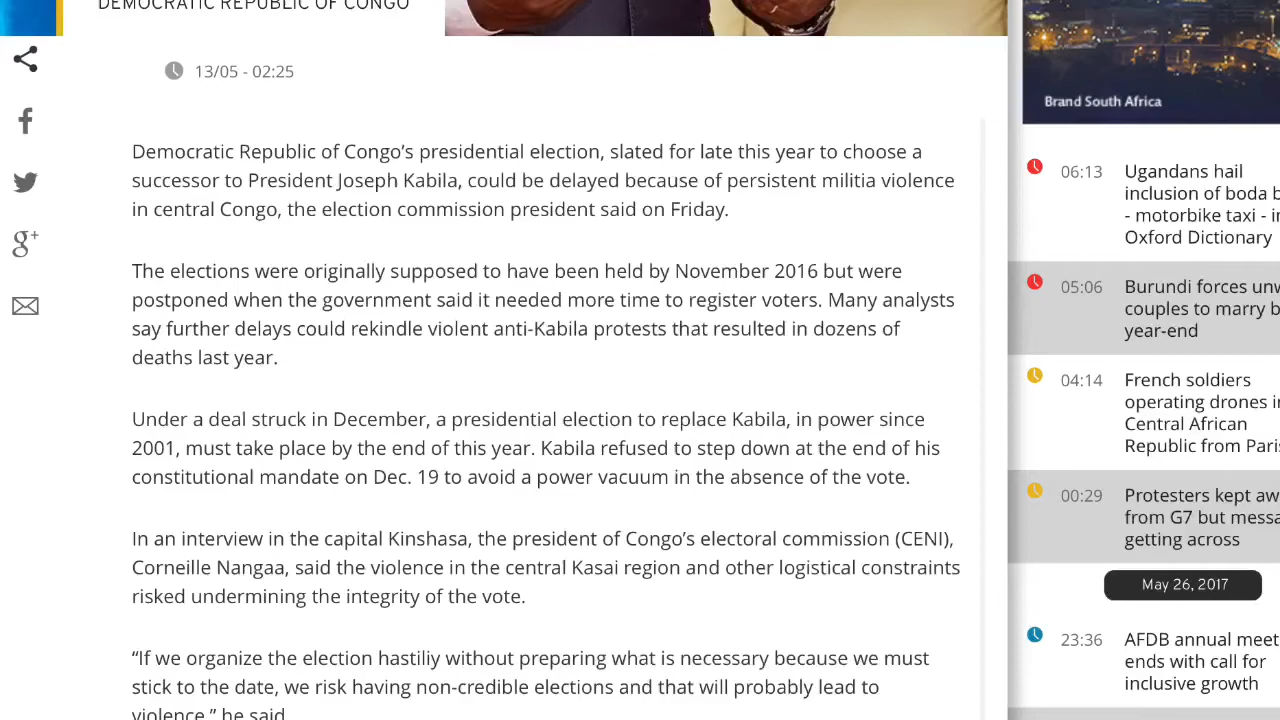 DEMOCRATIC REPUBLIC OF CONGO
13/05 - 02:25
Democratic Republic of Congo’s presidential election, slated for late this year to choose a
successor to President Joseph Kabila, could be delayed because of persistent militia violence
in central Congo, the election commission president said on Friday.
The elections were originally supposed to have been held by November 2016 but were
postponed when the government said it needed more time to register voters. Many analysts
say further delays could rekindle violent anti-Kabila protests that resulted in dozens of
deaths last year.
Under a deal struck in December, a presidential election to replace Kabila, in power since
2001, must take place by the end of this year. Kabila refused to step down at the end of his
constitutional mandate on Dec. 19 to avoid a power vacuum in the absence of the vote.
In an interview in the capital Kinshasa, the president of Congo’s electoral commission (CENI),
Corneille Nangaa, said the violence in the central Kasai region and other logistical constraints
risked undermining the integrity of the vote.
“If we organize the election hastiliy without preparing what is necessary because we must
stick to the date, we risk having non-credible elections and that will probably lead to
violence,” he said
Brand South Africa
06:13
Ugandans hail
inclusion of boda
- motorbike taxi -
Oxford Dictionary
05:06
Burundi forces
couples to marry
year-end
04:14
French soldiers
operating drones
Central African
Republic from
00:29
Protesters kept
from G7 but
getting across
May 26, 2017
23:36
AFDB annual
ends with call for
inclusive growth